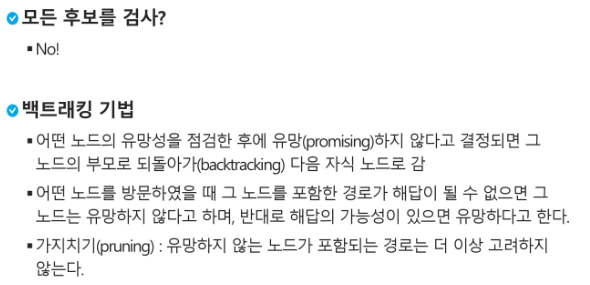 모든 후보를 검사?
▪ No!
백트래킹 기법
▪ 어떤 노드의 유망성을 점검한 후에 유망(promising)하지 않다고 결정되면 그
노드의 부모로 되돌아가(backtracking) 다음 자식 노드로 감
▪ 어떤 노드를 방문하였을 때 그 노드를 포함한 경로가 해답이 될 수 없으면 그
노드는 유망하지 않다고 하며, 반대로 해답의 가능성이 있으면 유망하다고 한다.
▪ 가지치기(pruning) : 유망하지 않는 노드가 포함되는 경로는 더 이상 고려하지
않는다.